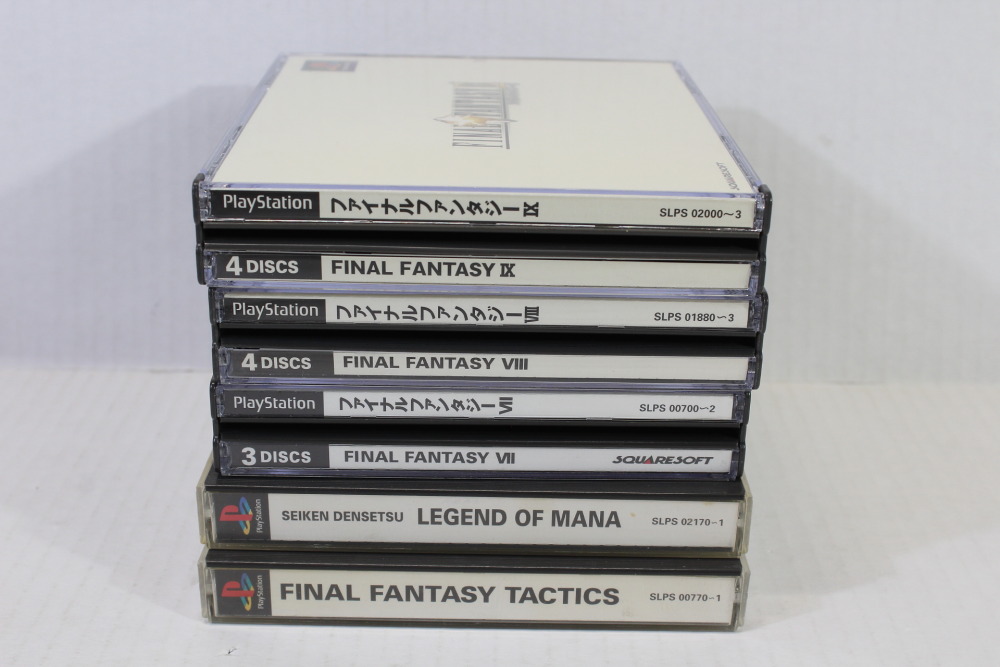 FINAL FANTASY IX
SQUARESOFT
PlayStation ファイナルファンタジーIX SLPS 02000~3
4 DISCS FINAL FANTASY IX
PlayStation ファイナルファンタジーVIII SLPS 01880~3
4 DISCS FINAL FANTASY VIII
PlayStation ファイナルファンタジーVII SLPS 00700~2
3 DISCS FINAL FANTASY VII SQUARESOFT
PlayStation SEIKEN DENSETSU LEGEND OF MANA SLPS 02170-1
PlayStation FINAL FANTASY TACTICS SLPS 00770-1